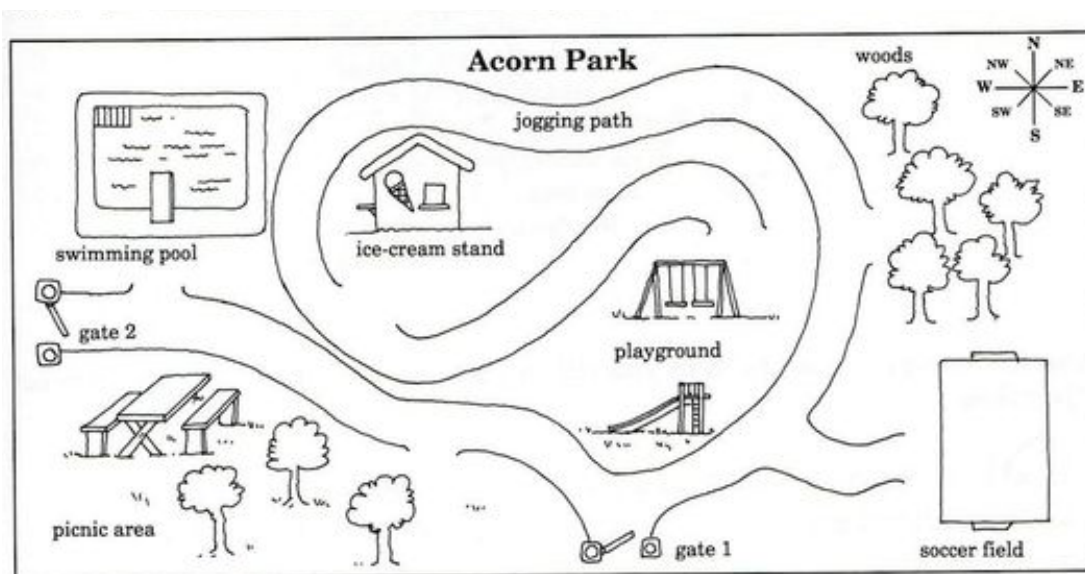 Acorn Park
woods
N
NW NE
W E
SW SE
S
jogging path
ice-cream stand
swimming pool
gate 2
playground
picnic area
gate 1
soccer field